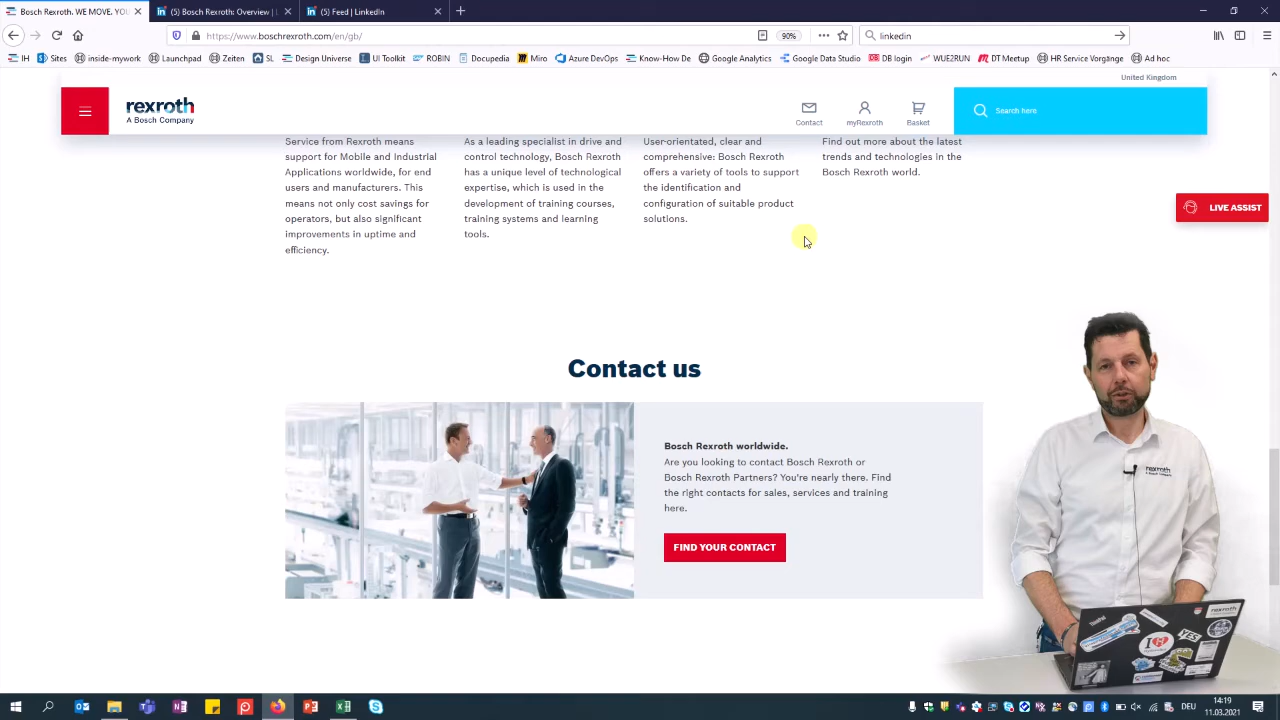 Bosch Rexroth. WE MOVE. YOU
(5) Bosch Rexroth: Overview |
(5) Feed | LinkedIn
https://www.boschrexroth.com/en/gb/
90%
linkedin
IH
Sites
inside-mywork
Launchpad
Zeiten
SL
Design Universe
UI Toolkit
ROBIN
Docupedia
Miro
Azure DevOps
Know-How De
Google Analytics
Google Data Studio
DB login
WUE2RUN
DT Meetup
HR Service Vorgänge
Ad hoc
United Kingdom
rexroth
A Bosch Company
Contact
myRexroth
Basket
Search here
Service from Rexroth means
support for Mobile and Industrial
Applications worldwide, for end
users and manufacturers. This
means not only cost savings for
operators, but also significant
improvements in uptime and
efficiency.
As a leading specialist in drive and
control technology, Bosch Rexroth
has a unique level of technological
expertise, which is used in the
development of training courses,
training systems and learning
tools.
User-orientated, clear and
comprehensive: Bosch Rexroth
offers a variety of tools to support
the identification and
configuration of suitable product
solutions.
Find out more about the latest
trends and technologies in the
Bosch Rexroth world.
LIVE ASSIST
Contact us
Bosch Rexroth worldwide.
Are you looking to contact Bosch Rexroth or
Bosch Rexroth Partners? You're nearly there. Find
the right contacts for sales, services and training
here.
FIND YOUR CONTACT
rexroth
A Bosch Company
rexroth
YES
I
DEU
14:19
11.03.2021